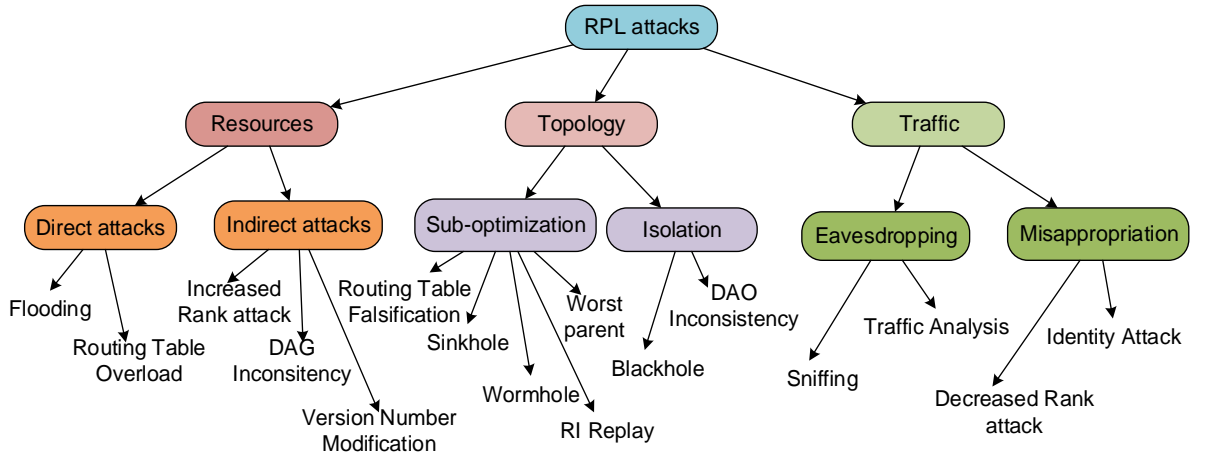 RPL attacks
Resources
Topology
Traffic
Direct attacks
Indirect attacks
Sub-optimization
Isolation
Eavesdropping
Misappropriation
Flooding
Routing Table
Overload
Increased
Rank attack
DAG
Inconsitency
Version Number
Modification
Routing Table
Falsification
Sinkhole
Wormhole
RI Replay
Worst
parent
Blackhole
DAO
Inconsistency
Sniffing
Traffic Analysis
Decreased Rank
attack
Identity Attack